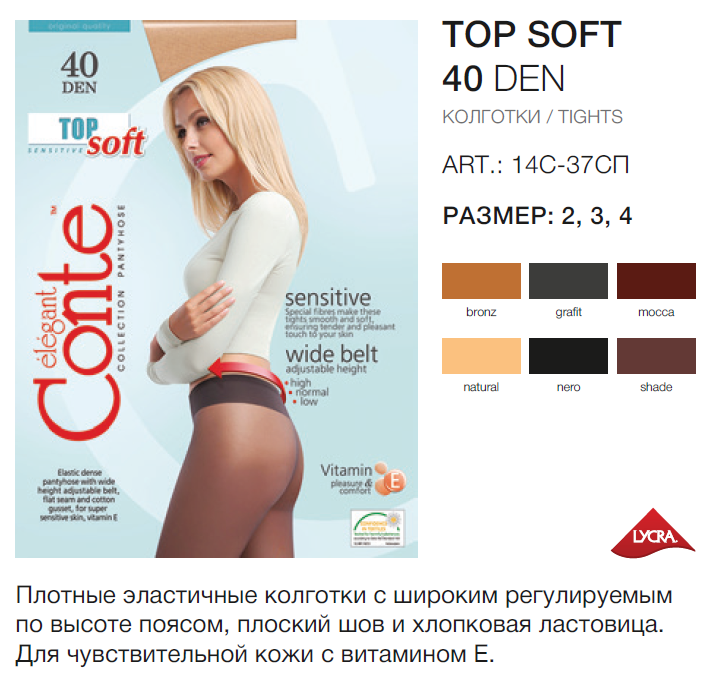 original quality
40
DEN
TOP
SENSITIVE soft
élégant
Conte™
COLLECTION PANTYHOSE
sensitive
Special fibres make these
tights smooth and soft,
ensuring tender and pleasant
touch to your skin
wide belt
adjustable height
• high
• normal
• low
Elastic dense
pantyhose with wide
height adjustable belt,
flat seam and cotton
gusset, for super
sensitive skin, vitamin E
Vitamin
pleasure &
comfort
E
TOP SOFT
40 DEN
КОЛГОТКИ / TIGHTS
ART.: 14С-37СП
РАЗМЕР: 2, 3, 4
bronz grafit mocca
natural nero shade
LYCRA
Плотные эластичные колготки с широким регулируемым
по высоте поясом, плоский шов и хлопковая ластовица.
Для чувствительной кожи с витамином Е.